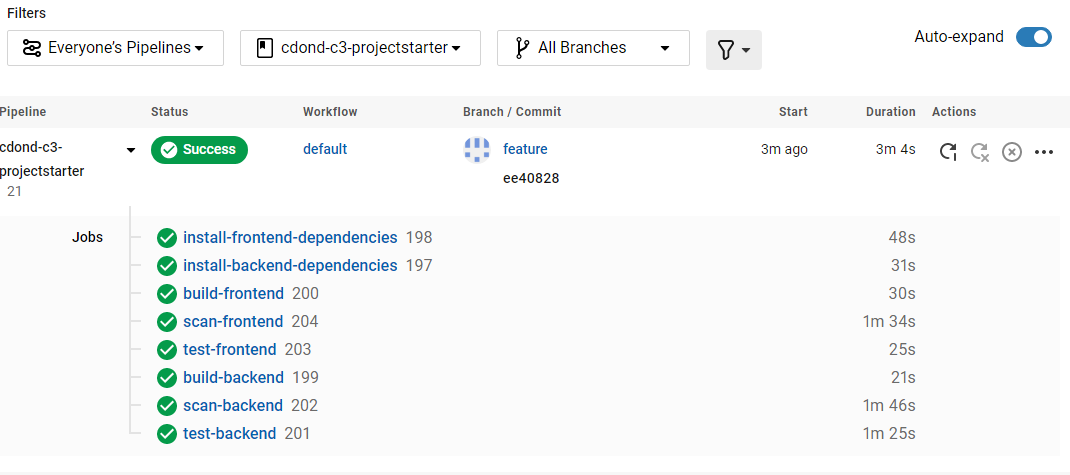 Filters
Everyone's Pipelines
cdond-c3-projectstarter
All Branches
Auto-expand
Pipeline Status Workflow Branch / Commit Start Duration Actions
cdond-c3-
projectstarter
21
Success default feature 3m ago 3m 4s
ee40828
Jobs
install-frontend-dependencies 198 48s
install-backend-dependencies 197 31s
build-frontend 200 30s
scan-frontend 204 1m 34s
test-frontend 203 25s
build-backend 199 21s
scan-backend 202 1m 46s
test-backend 201 1m 25s